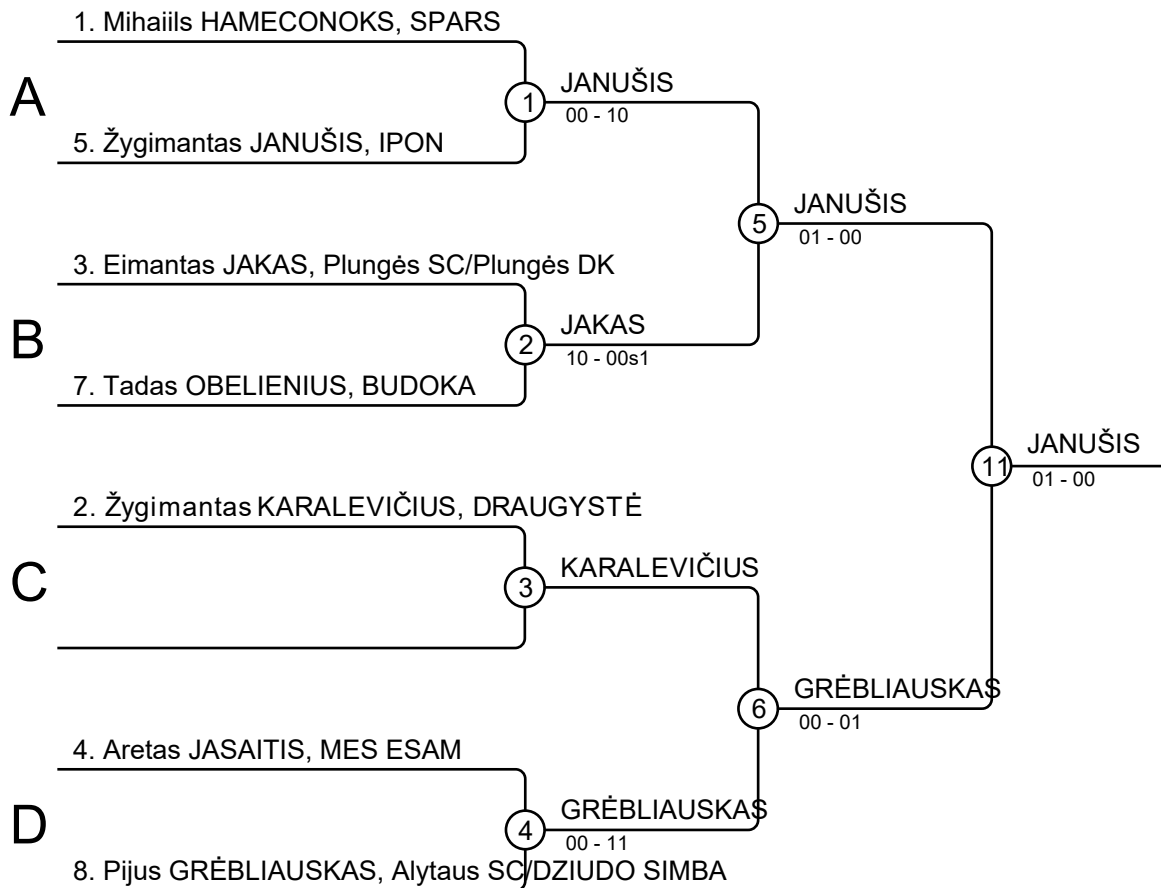 1. Mihaiils HAMECONOKS, SPARS
A
1
JANUŠIS
00 - 10
5. Žygimantas JANUŠIS, IPON
5
JANUŠIS
01 - 00
3. Eimantas JAKAS, Plungės SC/Plungės DK
B
2
JAKAS
10 - 00s1
7. Tadas OBELIENIUS, BUDOKA
11
JANUŠIS
01 - 00
2. Žygimantas KARALEVIČIUS, DRAUGYSTĖ
C
3
KARALEVIČIUS
6
GRĖBLIAUSKAS
00 - 01
4. Aretas JASAITIS, MES ESAM
D
4
GRĖBLIAUSKAS
00 - 11
8. Pijus GRĖBLIAUSKAS, Alytaus SC/DZIUDO SIMBA